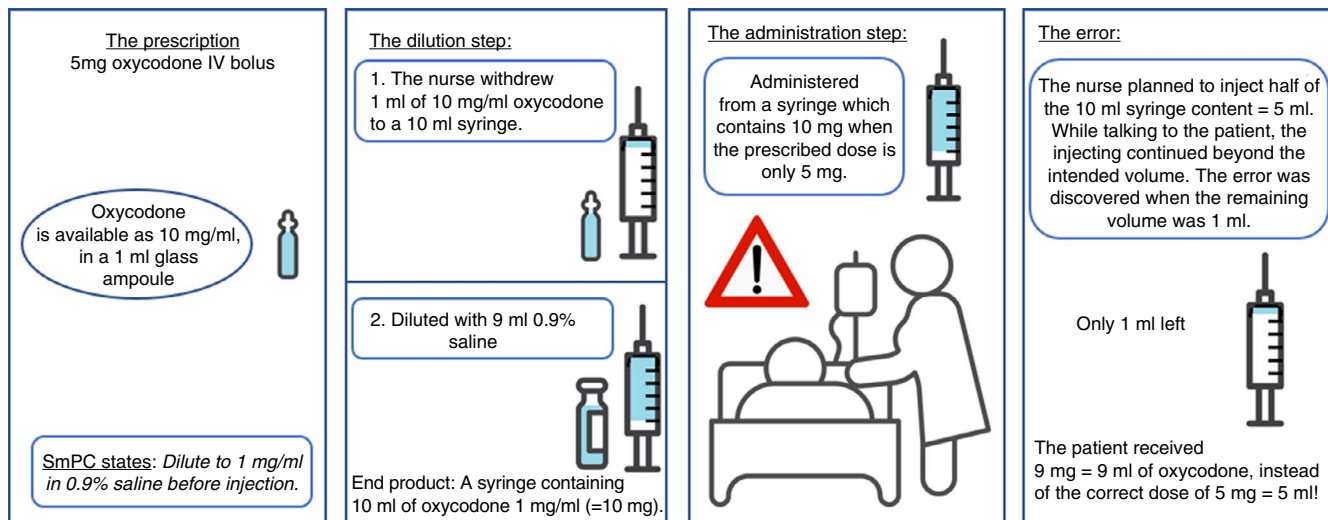 The prescription
5mg oxycodone IV bolus
Oxycodone
is available as 10 mg/ml,
in a 1 ml glass
ampoule
SmPC states: Dilute to 1 mg/ml
in 0.9% saline before injection.
The dilution step:
1. The nurse withdrew
1 ml of 10 mg/ml oxycodone
to a 10 ml syringe.
2. Diluted with 9 ml 0.9%
saline
End product: A syringe containing
10 ml of oxycodone 1 mg/ml (=10 mg).
The administration step:
Administered
from a syringe which
contains 10 mg when
the prescribed dose is
only 5 mg.
!
The error:
The nurse planned to inject half of
the 10 ml syringe content = 5 ml.
While talking to the patient, the
injecting continued beyond the
intended volume. The error was
discovered when the remaining
volume was 1 ml.
Only 1 ml left
The patient received
9 mg = 9 ml of oxycodone, instead
of the correct dose of 5 mg = 5 ml!